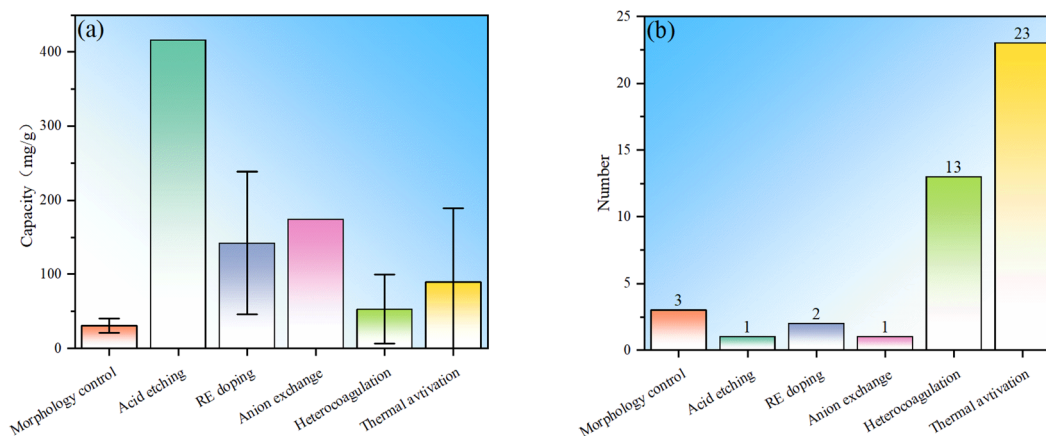 (a)
400
300
200
100
0
Capacity（mg/g）
Morphology control
Acid etching
RE doping
Anion exchange
Heterocoagulation
Thermal avtivation
(b)
25
20
15
10
5
0
Number
3
1
2
1
13
23
Morphology control
Acid etching
RE doping
Anion exchange
Heterocoagulation
Thermal avtivation